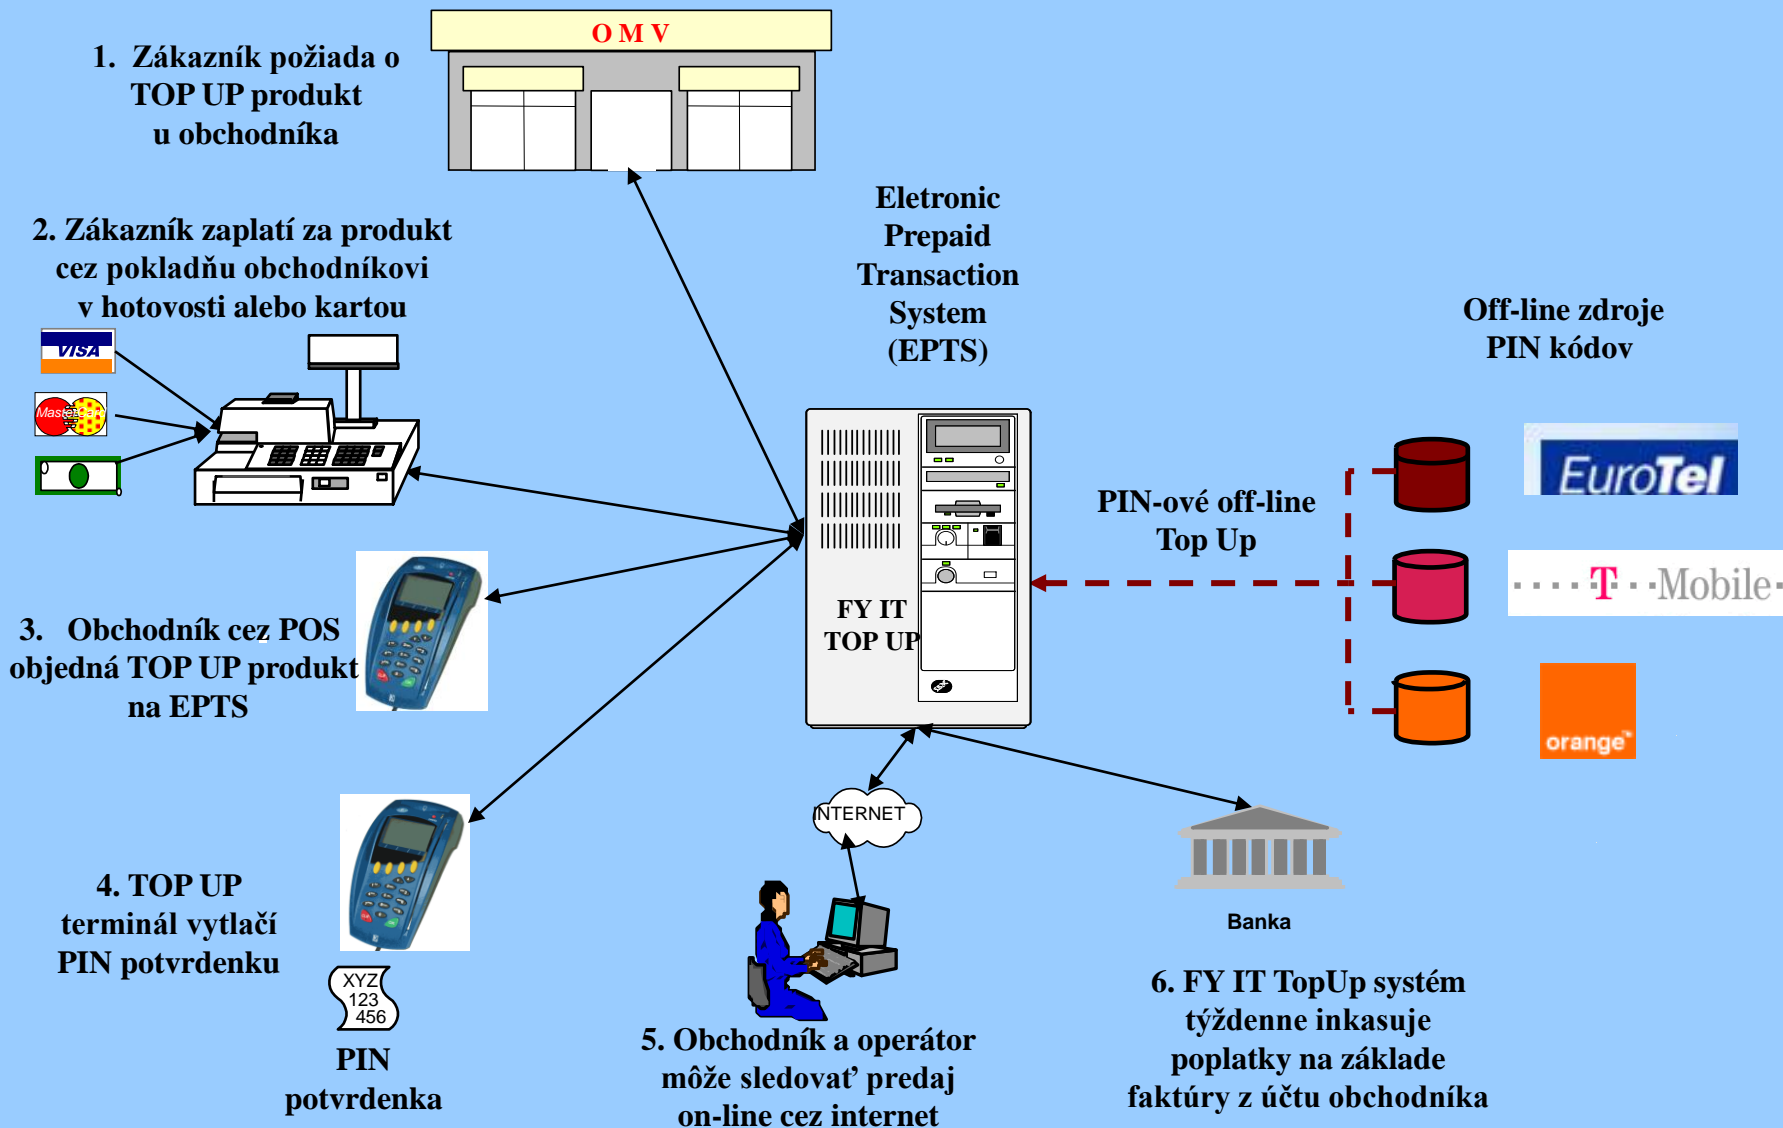 O M V
1. Zákazník požiada o
TOP UP produkt
u obchodníka
2. Zákazník zaplatí za produkt
cez pokladňu obchodníkovi
v hotovosti alebo kartou
VISA
Eletronic
Prepaid
Transaction
System
(EPTS)
Off-line zdroje
PIN kódov
EuroTel
PIN-ové off-line
Top Up
T Mobile
FY IT
TOP UP
3. Obchodník cez POS
objedná TOP UP produkt
na EPTS
orange™
INTERNET
4. TOP UP
terminál vytlačí
PIN potvrdenku
XYZ
123
456
PIN
potvrdenka
Banka
5. Obchodník a operátor
môže sledovať predaj
on-line cez internet
6. FY IT TopUp systém
týždenne inkasuje
poplatky na základe
faktúry z účtu obchodníka